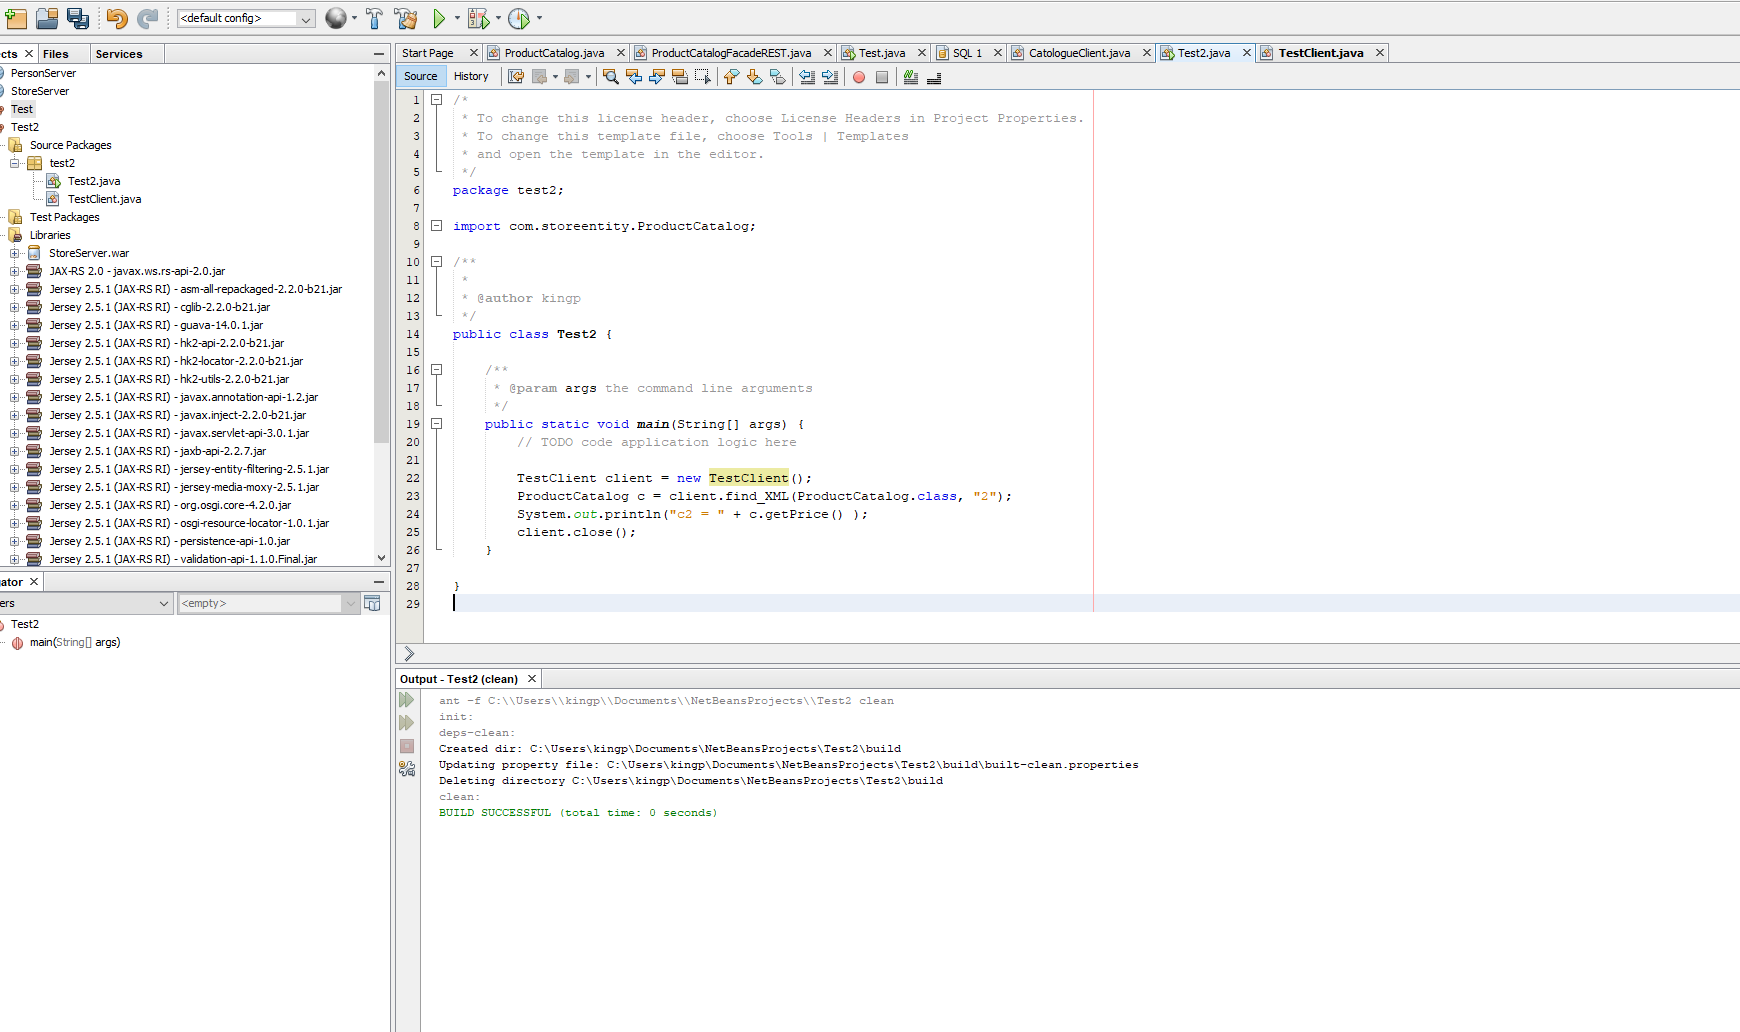 <default config>
cts
Files
Services
PersonServer
StoreServer
Test
Test2
Source Packages
test2
Test2.java
TestClient.java
Test Packages
Libraries
StoreServer.war
JAX-RS 2.0 - javax.ws.rs-api-2.0.jar
Jersey 2.5.1 (JAX-RS RI) - asm-all-repackaged-2.2.0-b21.jar
Jersey 2.5.1 (JAX-RS RI) - cglib-2.2.0-b21.jar
Jersey 2.5.1 (JAX-RS RI) - guava-14.0.1.jar
Jersey 2.5.1 (JAX-RS RI) - hk2-api-2.2.0-b21.jar
Jersey 2.5.1 (JAX-RS RI) - hk2-locator-2.2.0-b21.jar
Jersey 2.5.1 (JAX-RS RI) - hk2-utils-2.2.0-b21.jar
Jersey 2.5.1 (JAX-RS RI) - javax.annotation-api-1.2.jar
Jersey 2.5.1 (JAX-RS RI) - javax.inject-2.2.0-b21.jar
Jersey 2.5.1 (JAX-RS RI) - javax.servlet-api-3.0.1.jar
Jersey 2.5.1 (JAX-RS RI) - jaxb-api-2.2.7.jar
Jersey 2.5.1 (JAX-RS RI) - jersey-entity-filtering-2.5.1.jar
Jersey 2.5.1 (JAX-RS RI) - jersey-media-moxy-2.5.1.jar
Jersey 2.5.1 (JAX-RS RI) - org.osgi.core-4.2.0.jar
Jersey 2.5.1 (JAX-RS RI) - osgi-resource-locator-1.0.1.jar
Jersey 2.5.1 (JAX-RS RI) - persistence-api-1.0.jar
Jersey 2.5.1 (JAX-RS RI) - validation-api-1.1.0.Final.jar
gator
ers
<empty>
Test2
main(String[] args)
Start Page
ProductCatalog.java
ProductCatalogFacadeREST.java
Test.java
SQL 1
CatologueClient.java
Test2.java
TestClient.java
Source
History
1 /*
2 * To change this license header, choose License Headers in Project Properties.
3 * To change this template file, choose Tools | Templates
4 * and open the template in the editor.
5 */
6 package test2;
7
8 import com.storeentity.ProductCatalog;
9
10 /**
11 *
12 * @author kingp
13 */
14 public class Test2 {
15
16 /**
17 * @param args the command line arguments
18 */
19 public static void main(String[] args) {
20 // TODO code application logic here
21
22 TestClient client = new TestClient();
23 ProductCatalog c = client.find_XML(ProductCatalog.class, "2");
24 System.out.println("c2 = " + c.getPrice() );
25 client.close();
26 }
27
28 }
29
Output - Test2 (clean)
ant -f C:\\Users\\kingp\\Documents\\NetBeansProjects\\Test2 clean
init:
deps-clean:
Created dir: C:\Users\kingp\Documents\NetBeansProjects\Test2\build
Updating property file: C:\Users\kingp\Documents\NetBeansProjects\Test2\build\built-clean.properties
Deleting directory C:\Users\kingp\Documents\NetBeansProjects\Test2\build
clean:
BUILD SUCCESSFUL (total time: 0 seconds)